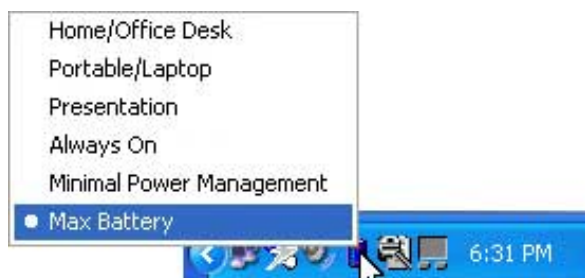 Home/Office Desk
Portable/Laptop
Presentation
Always On
Minimal Power Management
Max Battery
6:31 PM